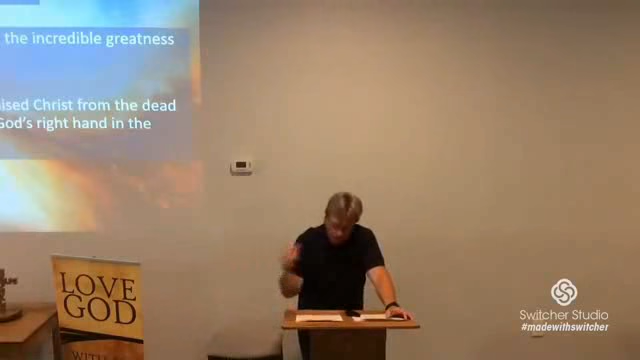 the incredible greatness
ised Christ from the dead
God's right hand in the
LOVE
GOD
Switcher Studio
#madewithswitcher